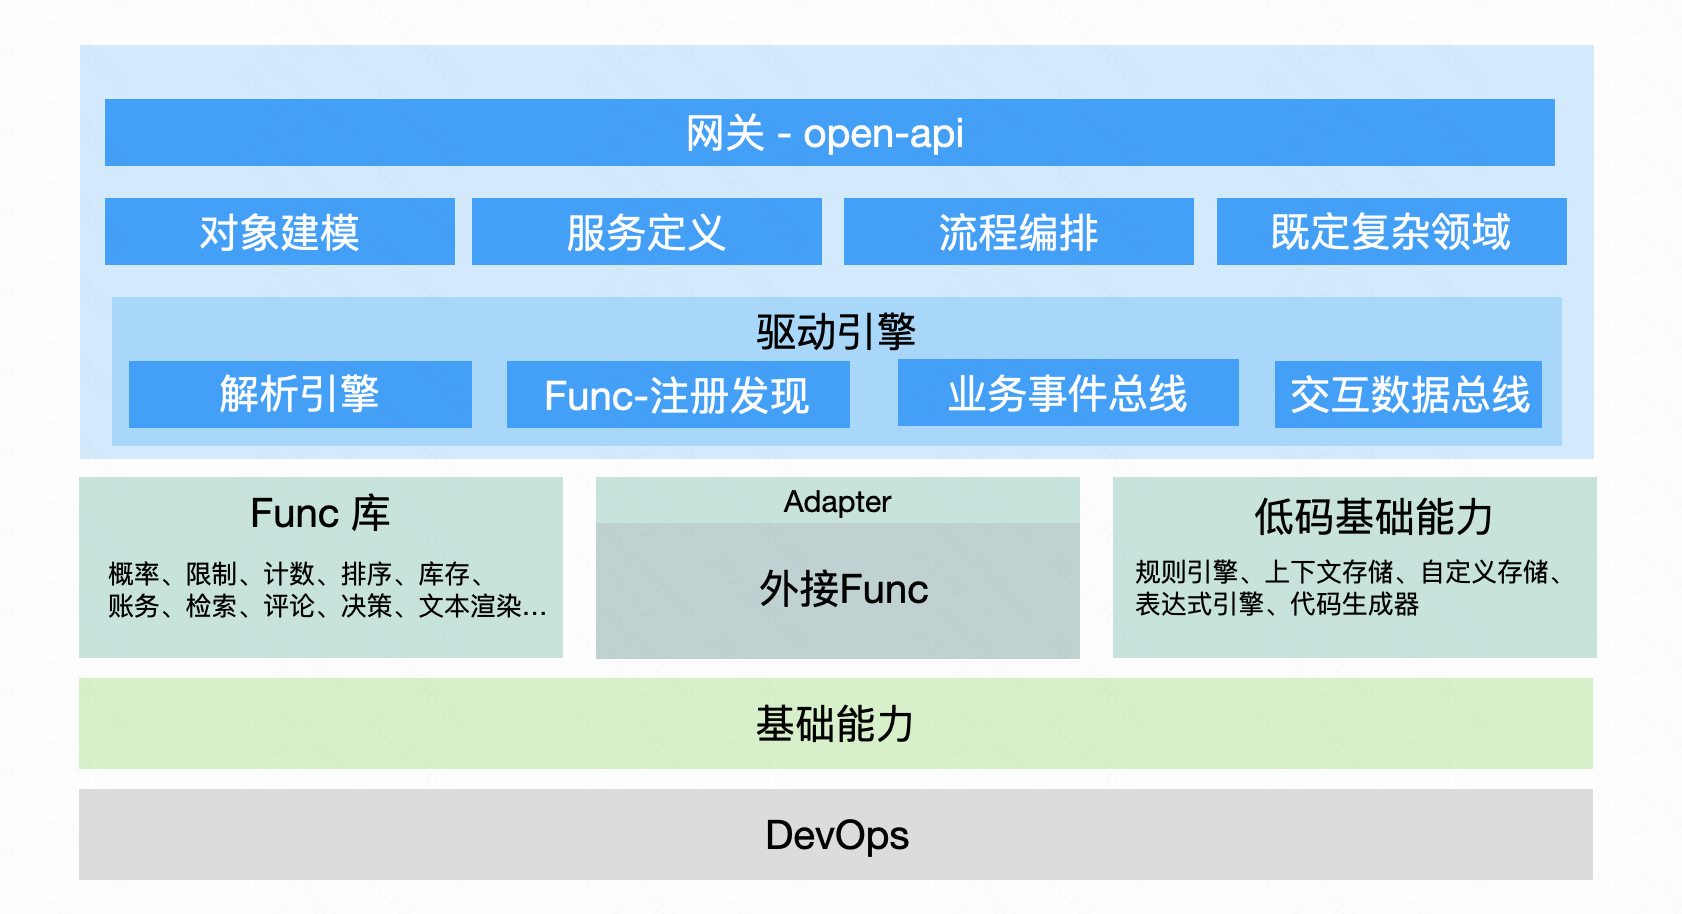 网关 - open-api
对象建模
服务定义
流程编排
既定复杂领域
驱动引擎
解析引擎
Func-注册发现
业务事件总线
交互数据总线
Func 库
概率、限制、计数、排序、库存、
账务、检索、评论、决策、文本渲染...
Adapter
外接Func
低码基础能力
规则引擎、上下文存储、自定义存储、
表达式引擎、代码生成器
基础能力
DevOps